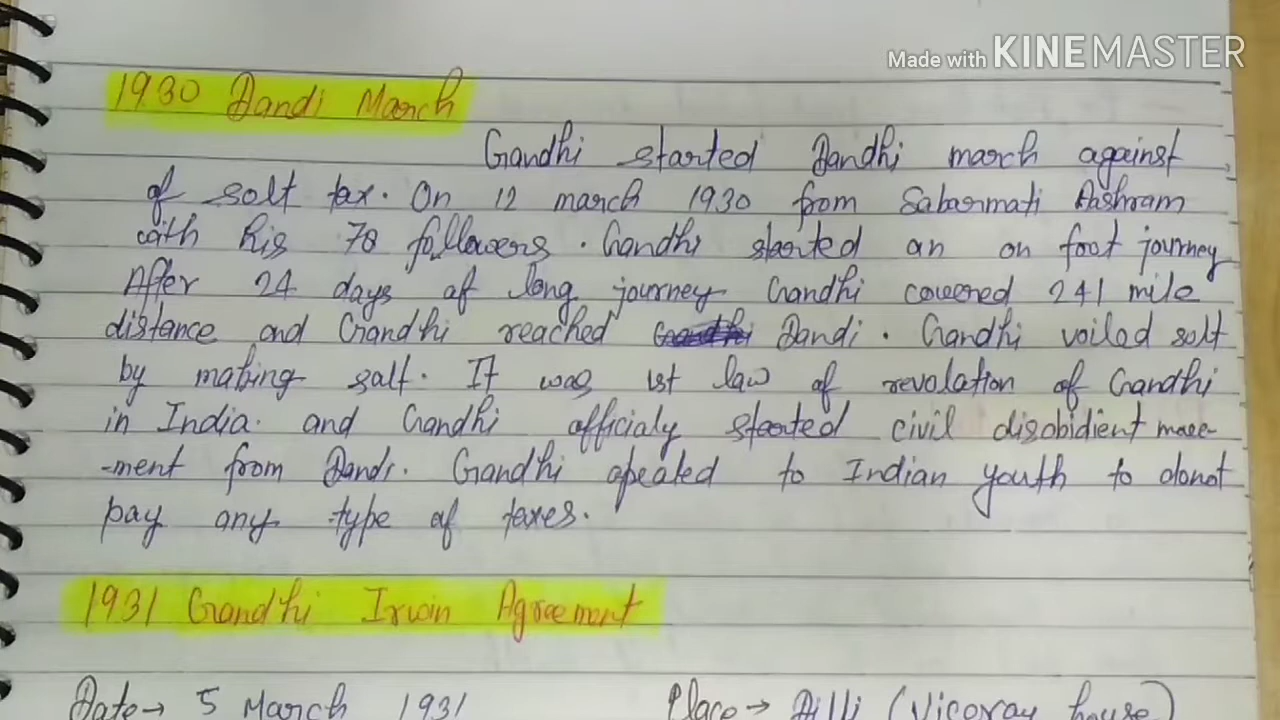 Made with KINEMASTER
1930 Dandi March
Gandhi started Dandhi march against
of salt tax. On 12 march 1930 from Sabarmati Ashram
with his 78 followers. Gandhi started an on foot journey
After 24 days of long journey Gandhi covered 241 mile
distance and Gandhi reached Dandi. Gandhi voiled salt
by making salt. It was 1st law of revolation of Gandhi
in India. and Gandhi officialy started civil disobidient move-
-ment from Dandi. Gandhi apealed to Indian youth to donot
pay any type of taxes.
1931 Gandhi Irwin Agreement
Date→ 5 March 1931 Place→ Dilli (Viceroy house)